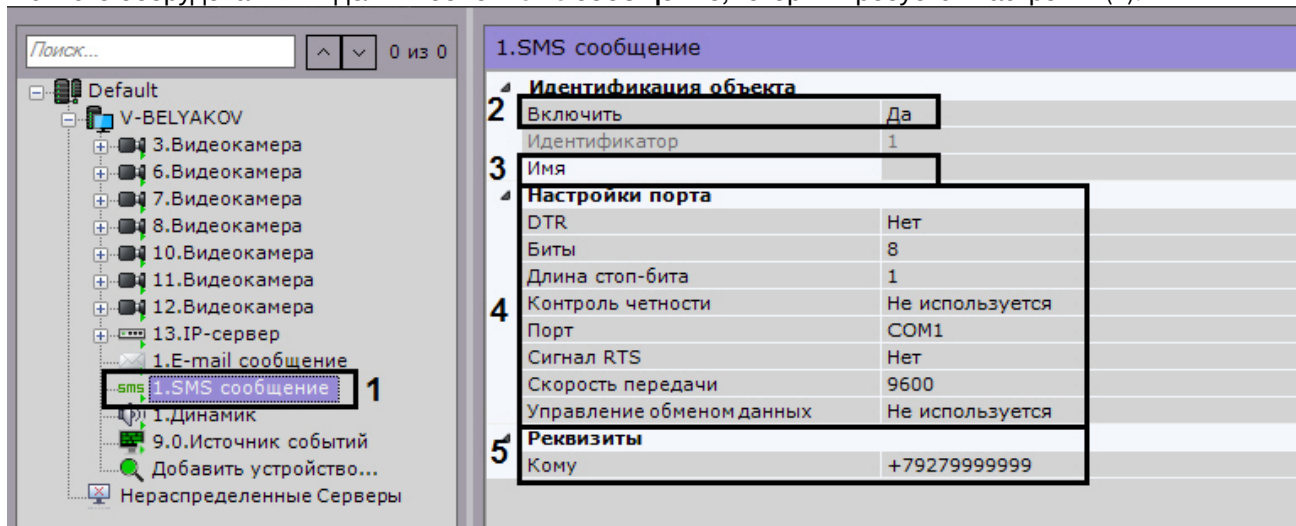 Поиск...
0 из 0
Default
V-BELYAKOV
3.Видеокамера
6.Видеокамера
7.Видеокамера
8.Видеокамера
10.Видеокамера
11.Видеокамера
12.Видеокамера
13.IP-сервер
1.E-mail сообщение
sms 1.SMS сообщение 1
1.Динамик
9.0.Источник событий
Добавить устройство...
Нераспределенные Серверы
1.SMS сообщение
Идентификация объекта
2 Включить Да
Идентификатор 1
3 Имя
Настройки порта
DTR Нет
Биты 8
Длина стоп-бита 1
Контроль четности Не используется
4
Порт COM1
Сигнал RTS Нет
Скорость передачи 9600
Управление обменом данных Не используется
Реквизиты
5
Кому +79279999999